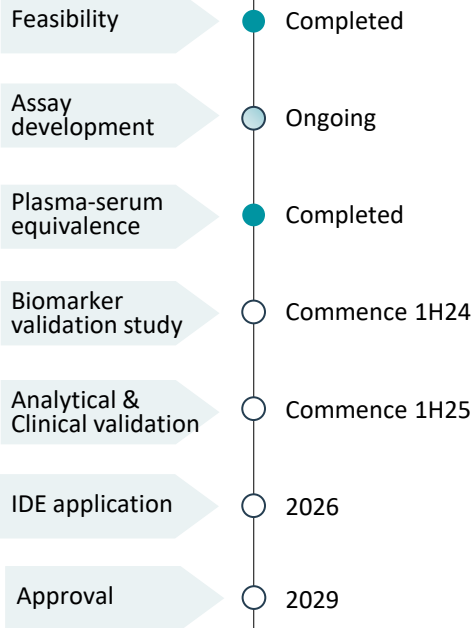 Feasibility
Completed
Assay
development
Ongoing
Plasma-serum
equivalence
Completed
Biomarker
validation study
Commence 1H24
Analytical &
Clinical validation
Commence 1H25
IDE application
2026
Approval
2029